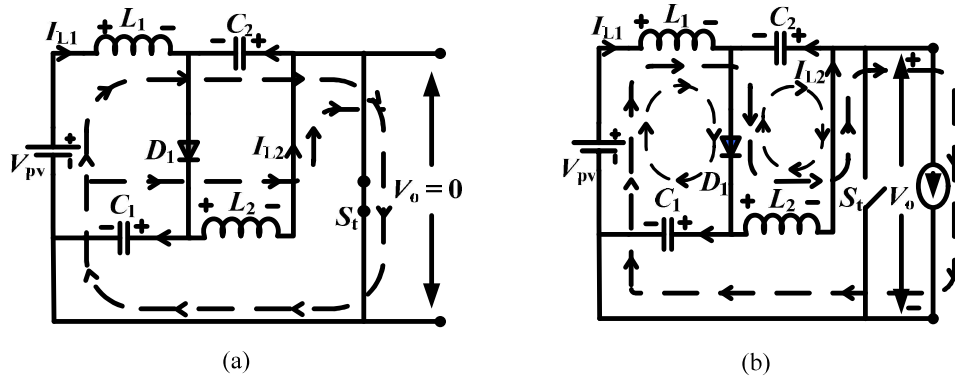 I_L1 + L_1 - - C_2 +
V_pv +
D_1
I_L2
C_1
- +
+ L_2 -
S_t
V_o = 0
(a)
I_L1 + L_1 - - C_2 +
I_L2
+
V_pv +
D_1
C_1
- +
L_2
+ -
S_t
V_o
-
(b)